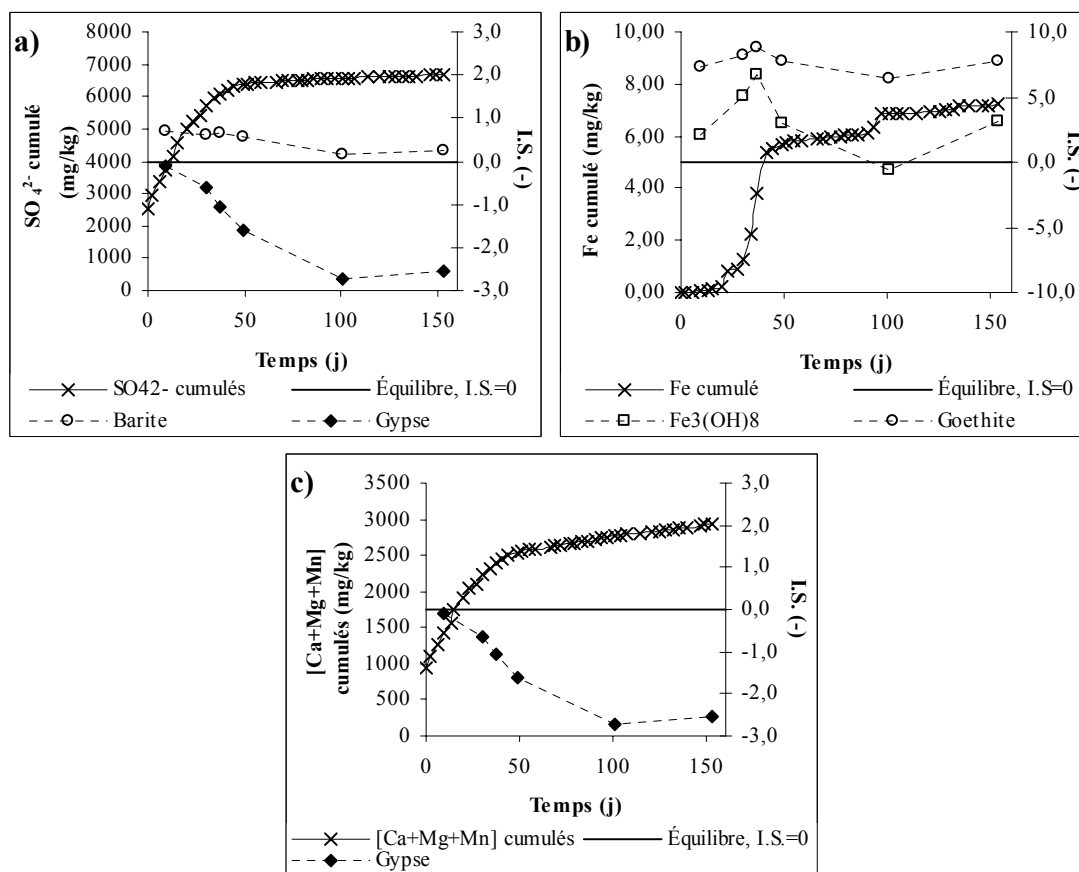 a)
SO 4 2- cumulé
(mg/kg)
8000
7000
6000
5000
4000
3000
2000
1000
0
3,0
2,0
1,0
0,0
-1,0
-2,0
-3,0
I.S. (-)
0 50 100 150
Temps (j)
SO42- cumulés Équilibre, I.S.=0
Barite Gypse
b)
Fe cumulé (mg/kg)
10,00
8,00
6,00
4,00
2,00
0,00
10,0
5,0
0,0
-5,0
-10,0
I.S. (-)
0 50 100 150
Temps (j)
Fe cumulé Équilibre, I.S.=0
Fe3(OH)8 Goethite
c)
[Ca+Mg+Mn]
cumulés (mg/kg)
3500
3000
2500
2000
1500
1000
500
0
3,0
2,0
1,0
0,0
-1,0
-2,0
-3,0
I.S. (-)
0 50 100 150
Temps (j)
[Ca+Mg+Mn] cumulés Équilibre, I.S.=0
Gypse